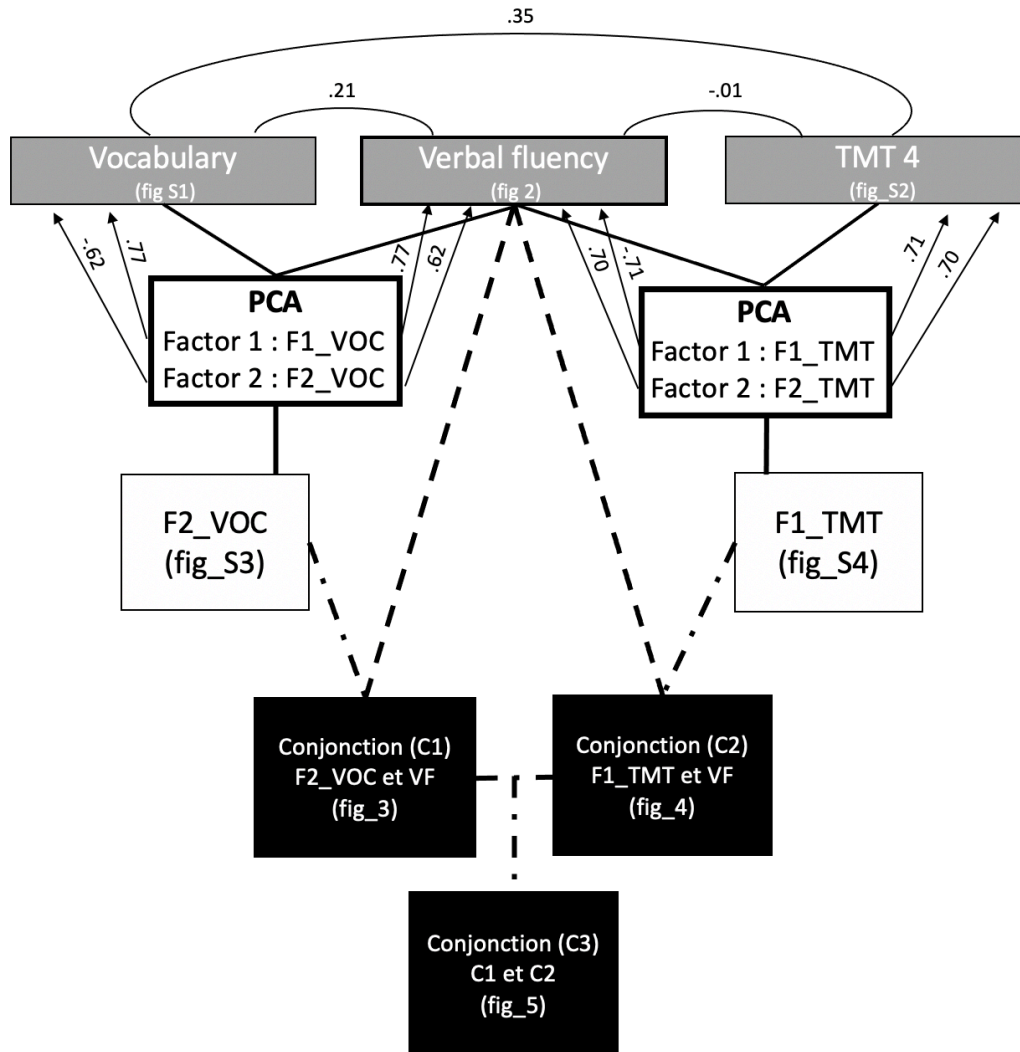 .35
.21
-.01
Vocabulary
(fig S1)
Verbal fluency
(fig 2)
TMT 4
(fig_S2)
-.62
.77
.77
.62
.70
-.71
.71
.70
PCA
Factor 1 : F1_VOC
Factor 2 : F2_VOC
PCA
Factor 1 : F1_TMT
Factor 2 : F2_TMT
F2_VOC
(fig_S3)
F1_TMT
(fig_S4)
Conjonction (C1)
F2_VOC et VF
(fig_3)
Conjonction (C2)
F1_TMT et VF
(fig_4)
Conjonction (C3)
C1 et C2
(fig_5)